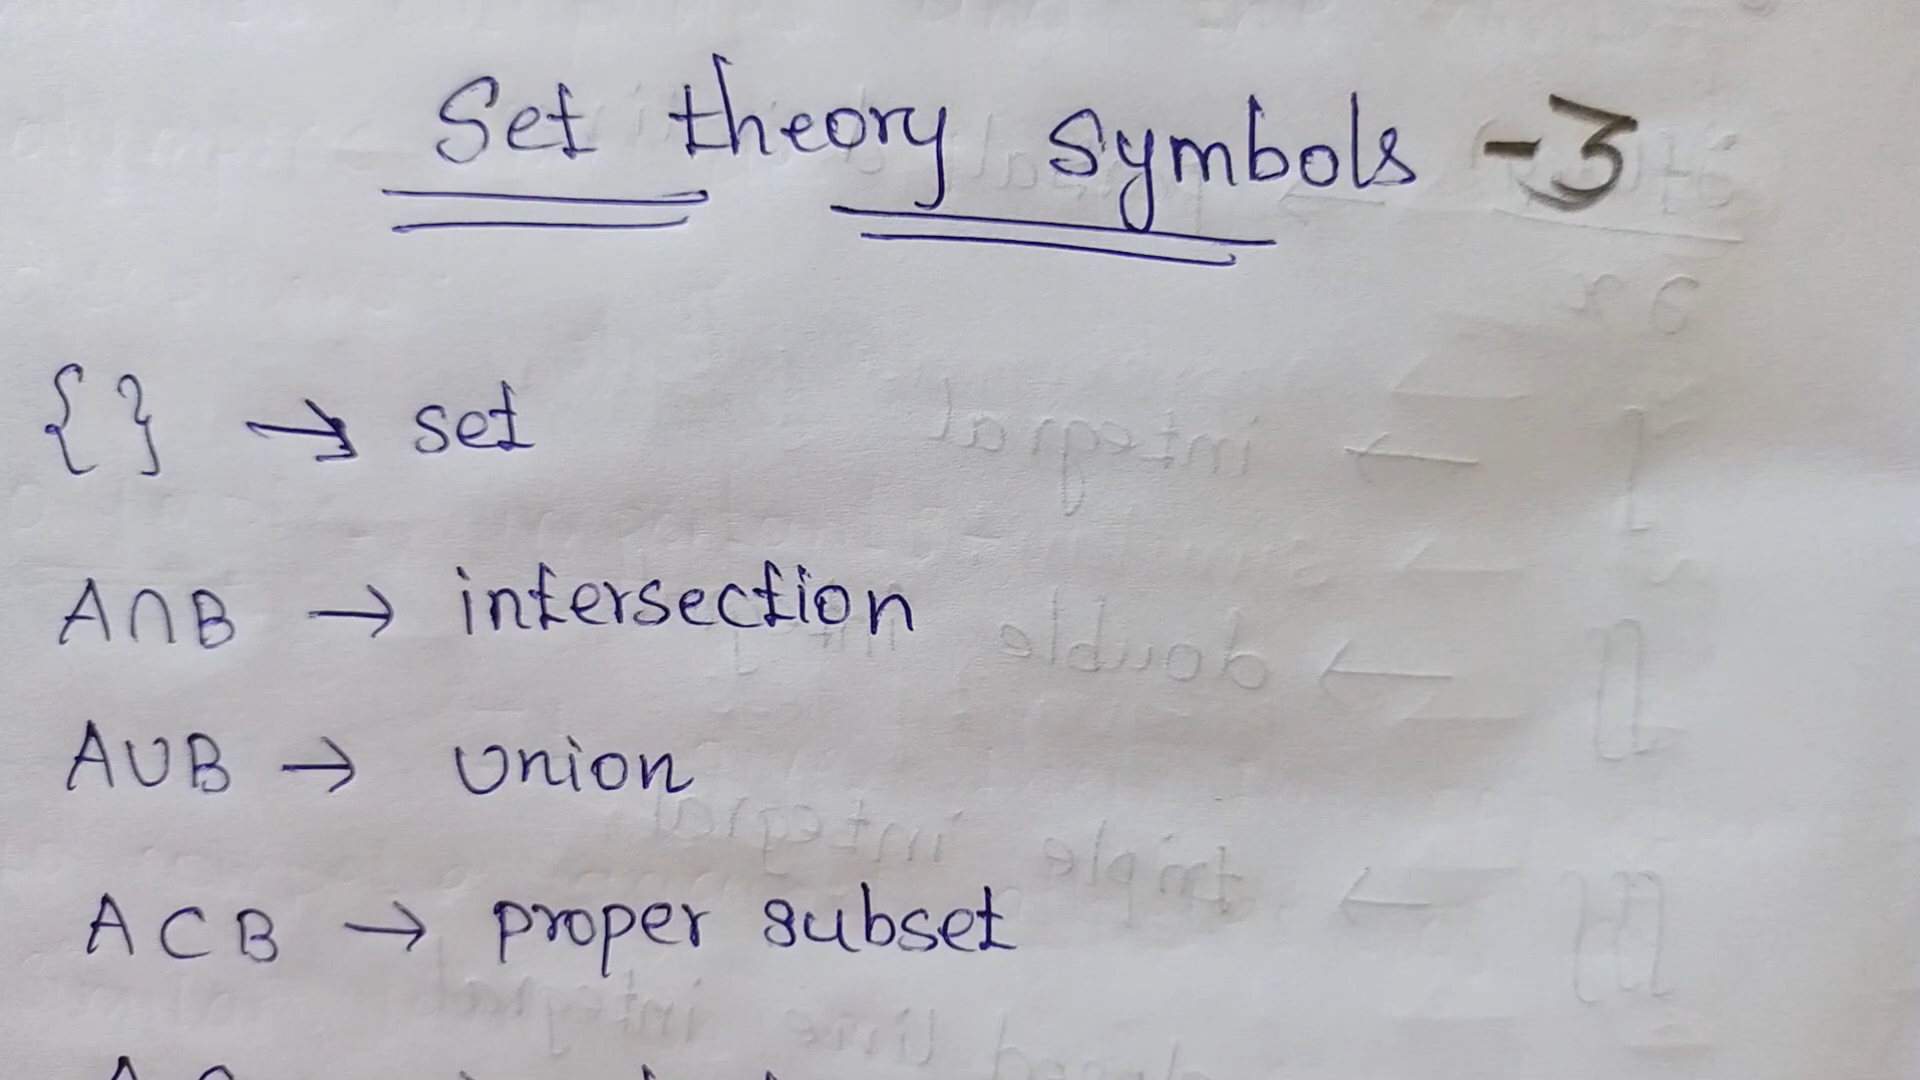 Set theory symbols -3
{ } → set
A∩B → intersection
A∪B → Union
A⊂B → proper subset